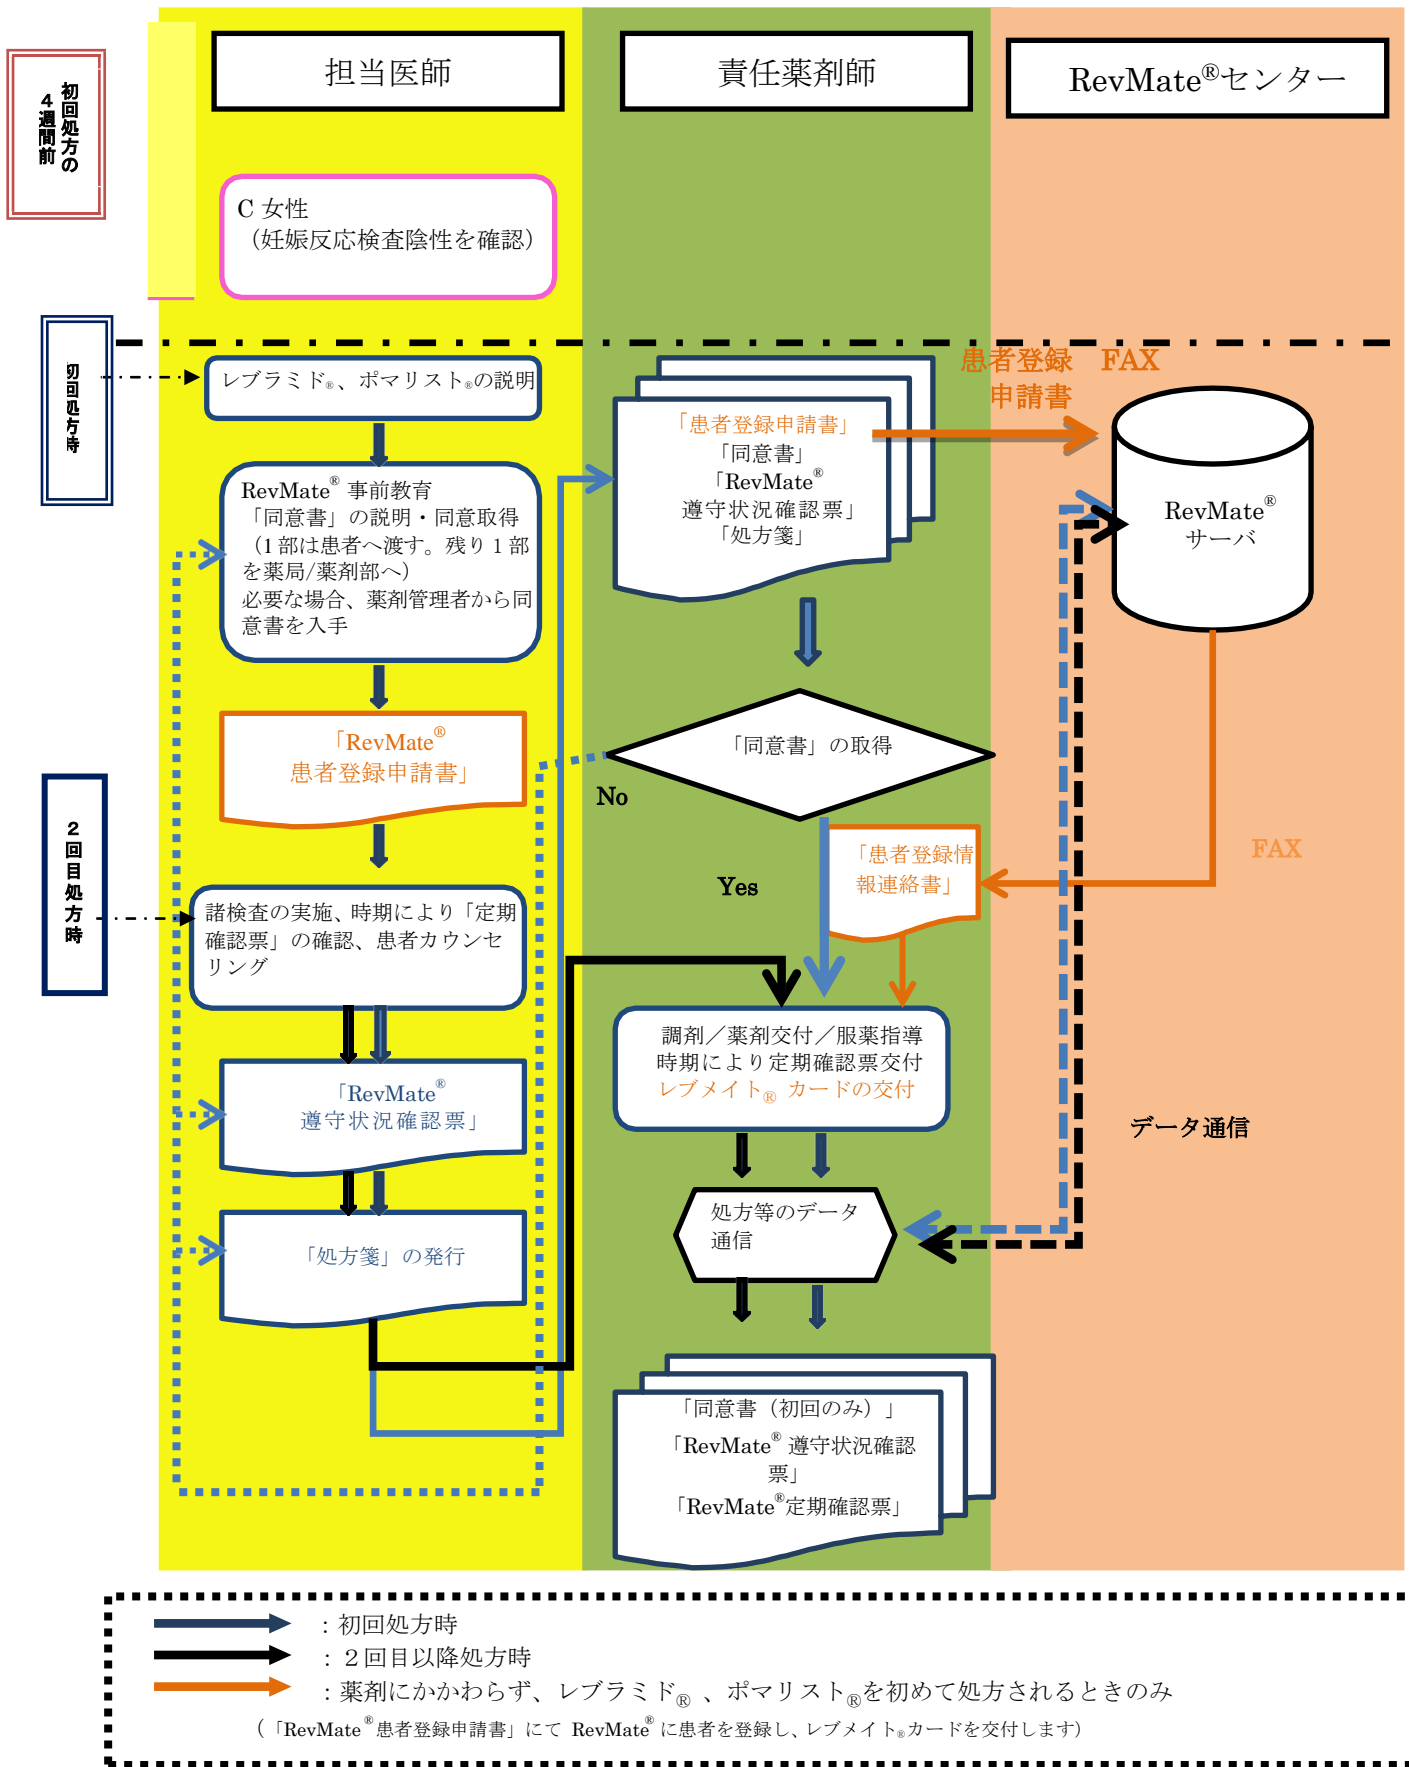 担当医師
責任薬剤師
RevMate®センター
初回処方の
4週間前
C 女性
（妊娠反応検査陰性を確認）
初回処方時
レブラミド®、ポマリスト®の説明
RevMate® 事前教育
「同意書」の説明・同意取得
（1部は患者へ渡す。残り1部
を薬局/薬剤部へ）
必要な場合、薬剤管理者から同
意書を入手
「RevMate®
患者登録申請書」
2回目処方時
諸検査の実施、時期により「定期
確認票」の確認、患者カウンセ
リング
「RevMate®
遵守状況確認票」
「処方箋」の発行
「患者登録申請書」
「同意書」
「RevMate®
遵守状況確認票」
「処方箋」
患者登録 FAX
申請書
RevMate®
サーバ
「同意書」の取得
No
Yes
「患者登録情
報連絡書」
FAX
調剤／薬剤交付／服薬指導
時期により定期確認票交付
レブメイト® カードの交付
データ通信
処方等のデータ
通信
「同意書（初回のみ）」
「RevMate® 遵守状況確認
票」
「RevMate®定期確認票」
：初回処方時
：２回目以降処方時
：薬剤にかかわらず、レブラミド® 、ポマリスト®を初めて処方されるときのみ
（「RevMate®患者登録申請書」にて RevMate® に患者を登録し、レブメイト®カードを交付します）